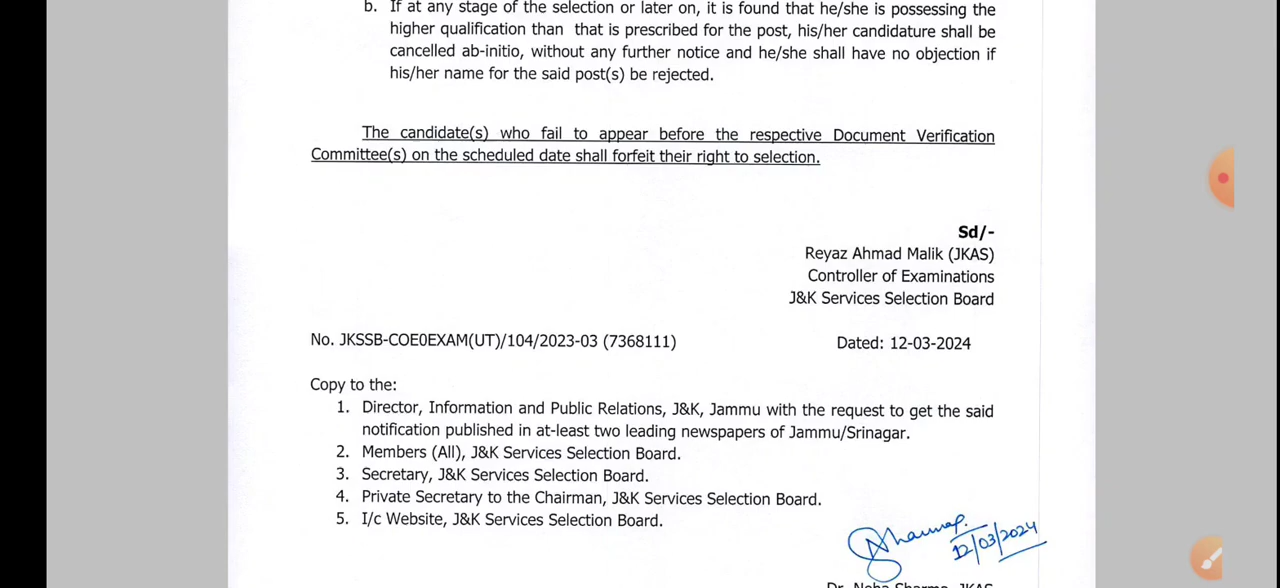 b. If at any stage of the selection or later on, it is found that he/she is possessing the
higher qualification than that is prescribed for the post, his/her candidature shall be
cancelled ab-initio, without any further notice and he/she shall have no objection if
his/her name for the said post(s) be rejected.
The candidate(s) who fail to appear before the respective Document Verification
Committee(s) on the scheduled date shall forfeit their right to selection.
Sd/-
Reyaz Ahmad Malik (JKAS)
Controller of Examinations
J&K Services Selection Board
No. JKSSB-COE0EXAM(UT)/104/2023-03 (7368111) Dated: 12-03-2024
Copy to the:
1. Director, Information and Public Relations, J&K, Jammu with the request to get the said
notification published in at-least two leading newspapers of Jammu/Srinagar.
2. Members (All), J&K Services Selection Board.
3. Secretary, J&K Services Selection Board.
4. Private Secretary to the Chairman, J&K Services Selection Board.
5. I/c Website, J&K Services Selection Board.
12/03/2024
Dr. Neha Sharma, JKAS